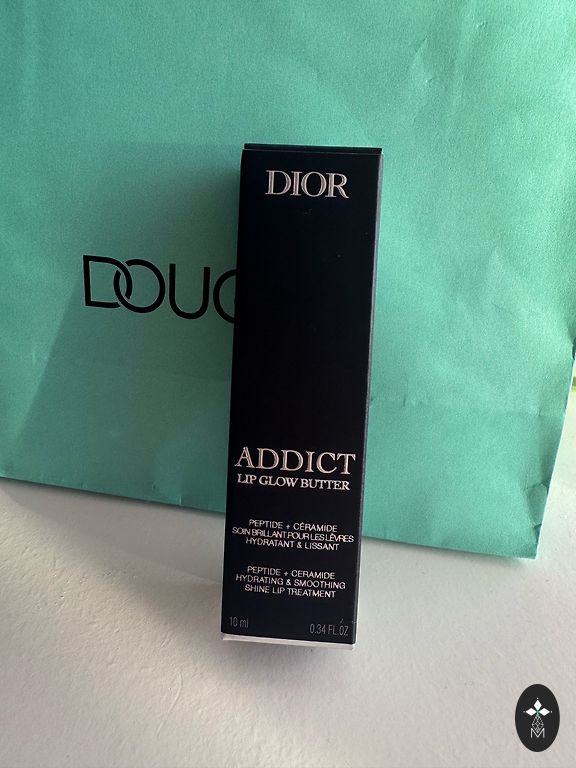 DIOR
DOUG
ADDICT
LIP GLOW BUTTER
PEPTIDE + CÉRAMIDE
SOIN BRILLANT POUR LES LÈVRES
HYDRATANT & LISSANT
PEPTIDE + CERAMIDE
HYDRATING & SMOOTHING
SHINE LIP TREATMENT
10 ml 0.34 FL.OZ
M